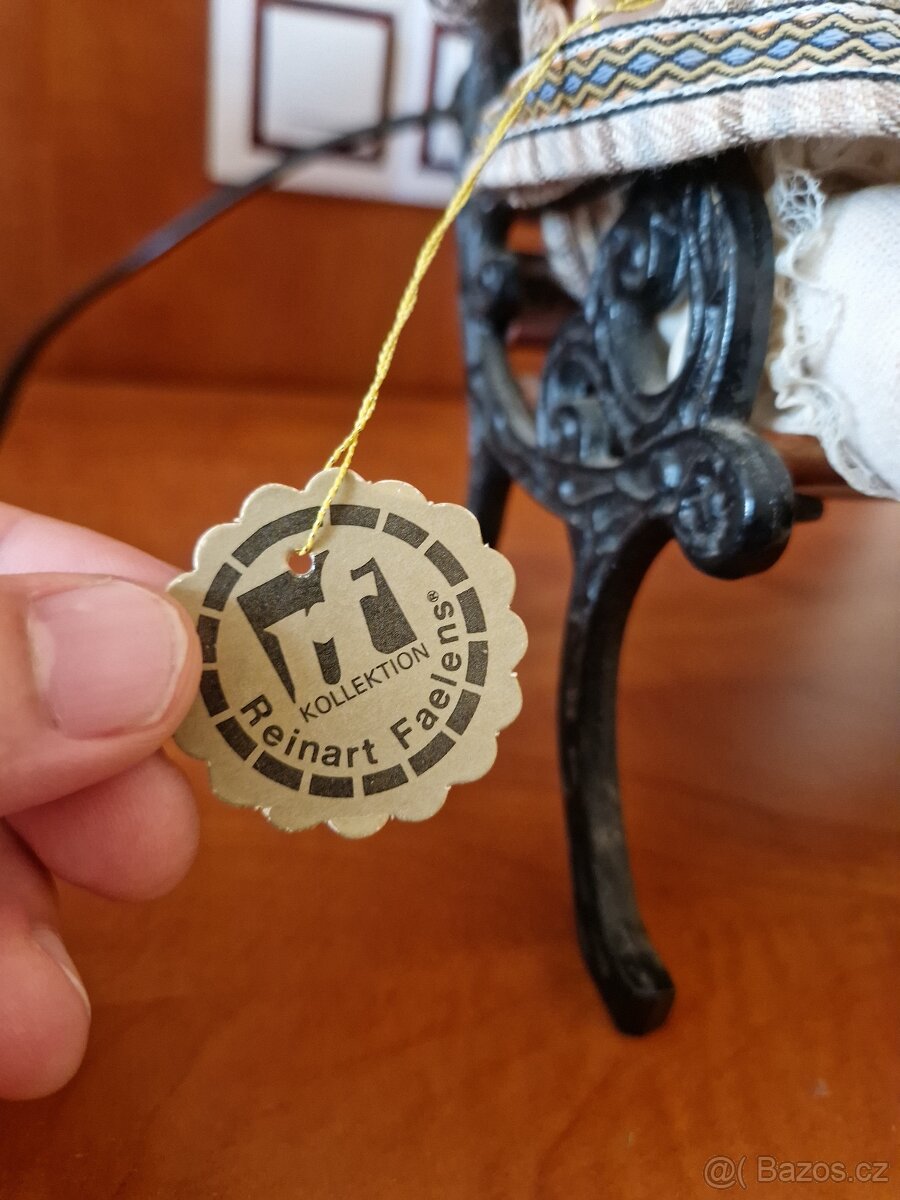 KOLLEKTION
Reinart Faelens®
@( Bazos.cz